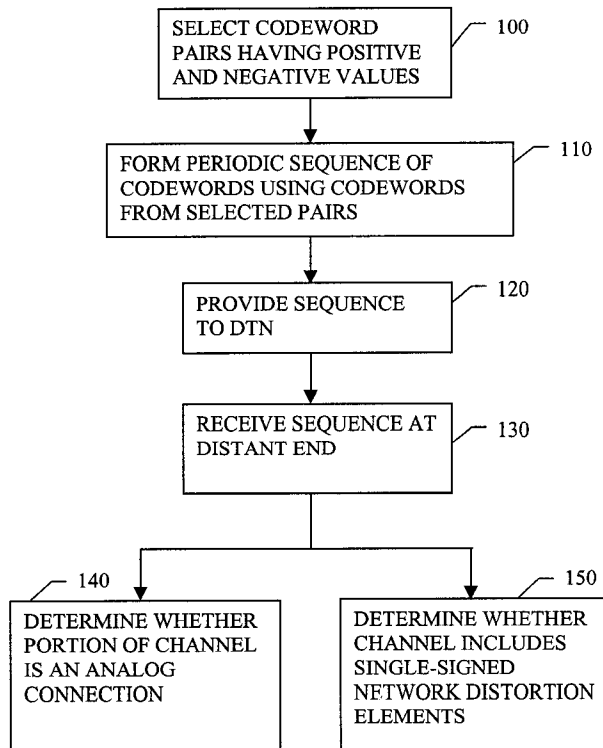 SELECT CODEWORD
PAIRS HAVING POSITIVE
AND NEGATIVE VALUES
100
FORM PERIODIC SEQUENCE OF
CODEWORDS USING CODEWORDS
FROM SELECTED PAIRS
110
PROVIDE SEQUENCE
TO DTN
120
RECEIVE SEQUENCE AT
DISTANT END
130
140
DETERMINE WHETHER
PORTION OF CHANNEL
IS AN ANALOG
CONNECTION
150
DETERMINE WHETHER
CHANNEL INCLUDES
SINGLE-SIGNED
NETWORK DISTORTION
ELEMENTS